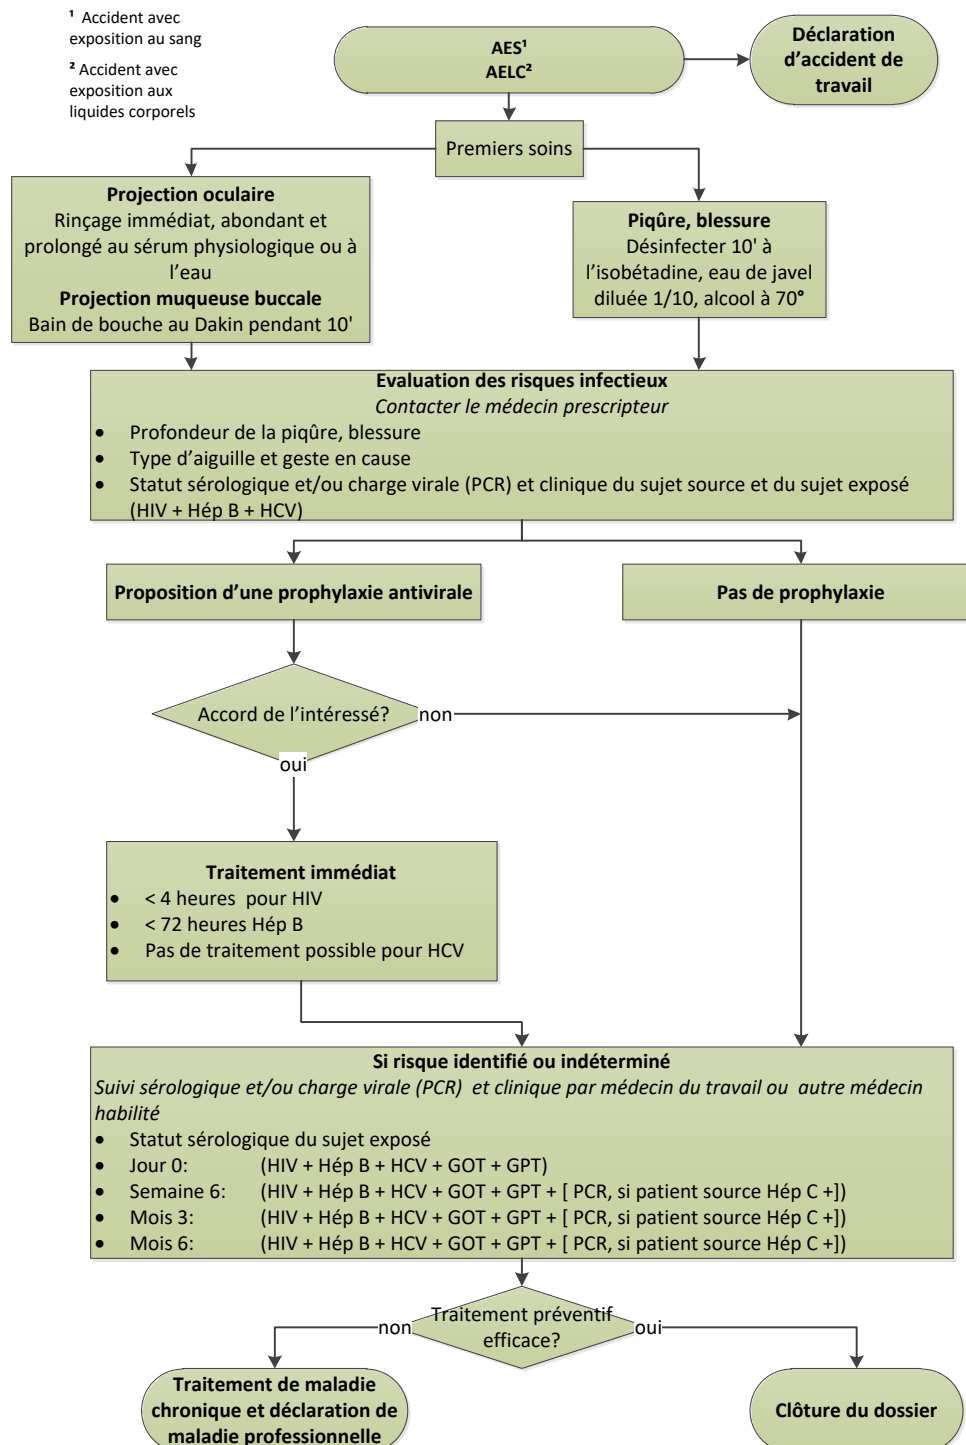 ¹ Accident avec
exposition au sang
² Accident avec
exposition aux
liquides corporels
AES¹
AELC²
Déclaration
d’accident de
travail
Premiers soins
Projection oculaire
Rinçage immédiat, abondant et
prolongé au sérum physiologique ou à
l’eau
Projection muqueuse buccale
Bain de bouche au Dakin pendant 10'
Piqûre, blessure
Désinfecter 10' à
l’isobétadine, eau de javel
diluée 1/10, alcool à 70°
Evaluation des risques infectieux
Contacter le médecin prescripteur
• Profondeur de la piqûre, blessure
• Type d’aiguille et geste en cause
• Statut sérologique et/ou charge virale (PCR) et clinique du sujet source et du sujet exposé
(HIV + Hép B + HCV)
Proposition d’une prophylaxie antivirale
Pas de prophylaxie
Accord de l’intéressé?
non
oui
Traitement immédiat
• < 4 heures pour HIV
• < 72 heures Hép B
• Pas de traitement possible pour HCV
Si risque identifié ou indéterminé
Suivi sérologique et/ou charge virale (PCR) et clinique par médecin du travail ou autre médecin
habilité
• Statut sérologique du sujet exposé
• Jour 0: (HIV + Hép B + HCV + GOT + GPT)
• Semaine 6: (HIV + Hép B + HCV + GOT + GPT + [ PCR, si patient source Hép C +])
• Mois 3: (HIV + Hép B + HCV + GOT + GPT + [ PCR, si patient source Hép C +])
• Mois 6: (HIV + Hép B + HCV + GOT + GPT + [ PCR, si patient source Hép C +])
Traitement préventif
efficace?
non
oui
Traitement de maladie
chronique et déclaration de
maladie professionnelle
Clôture du dossier